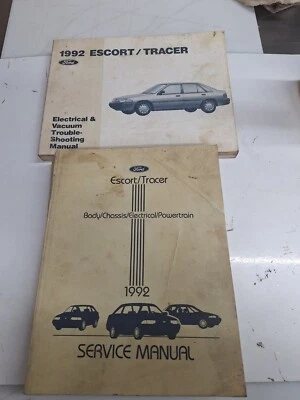 1992 ESCORT/TRACER
Ford
Electrical &
Vacuum
Trouble-
Shooting
Manual
Ford
Escort/Tracer
Body/Chassis/Electrical/Powertrain
1992
SERVICE MANUAL